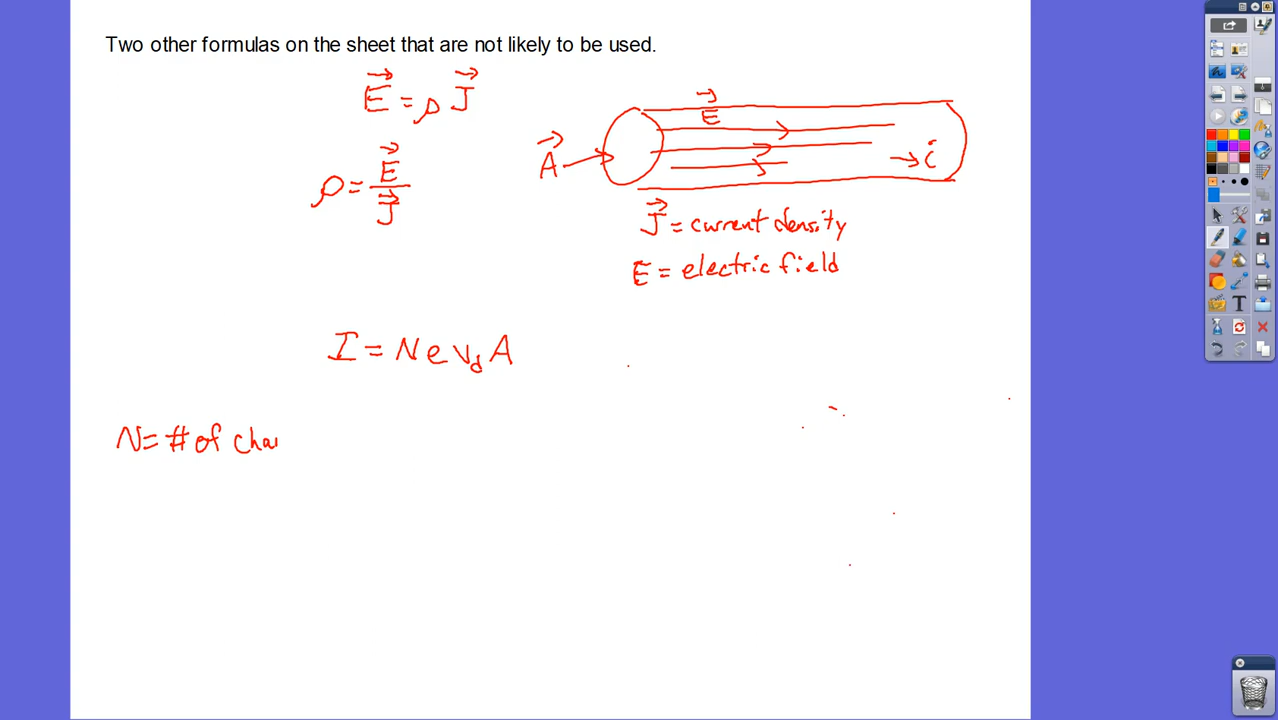 Two other formulas on the sheet that are not likely to be used.
E = ρ J
E
A → → i
ρ = E / J
J = current density
E = electric field
I = N e vd A
N = # of cha